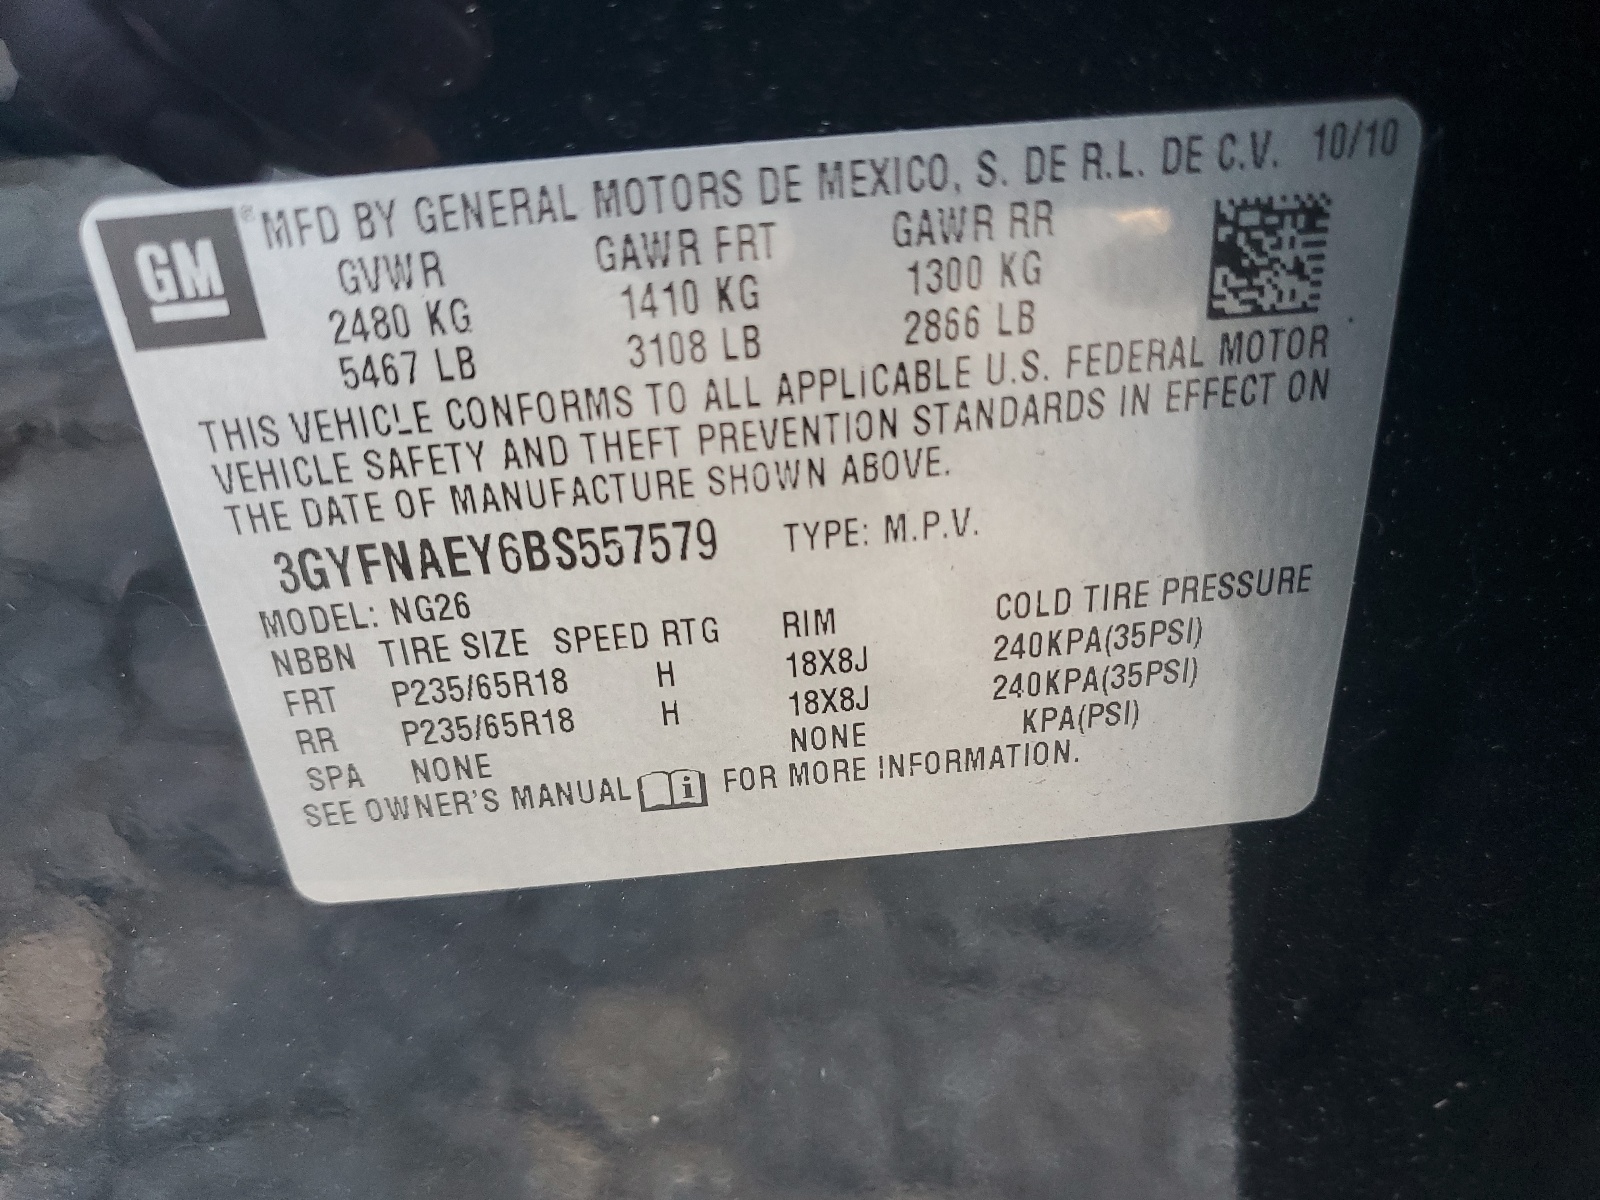 GM ® MFD BY GENERAL MOTORS DE MEXICO, S. DE R.L. DE C.V. 10/10
GVWR GAWR FRT GAWR RR
2480 KG 1410 KG 1300 KG
5467 LB 3108 LB 2866 LB
THIS VEHICLE CONFORMS TO ALL APPLICABLE U.S. FEDERAL MOTOR
VEHICLE SAFETY AND THEFT PREVENTION STANDARDS IN EFFECT ON
THE DATE OF MANUFACTURE SHOWN ABOVE.
3GYFNAEY6BS557579 TYPE: M.P.V.
MODEL: NG26
NBBN TIRE SIZE SPEED RTG RIM COLD TIRE PRESSURE
FRT P235/65R18 H 18X8J 240KPA(35PSI)
RR P235/65R18 H 18X8J 240KPA(35PSI)
SPA NONE NONE KPA(PSI)
SEE OWNER'S MANUAL i FOR MORE INFORMATION.